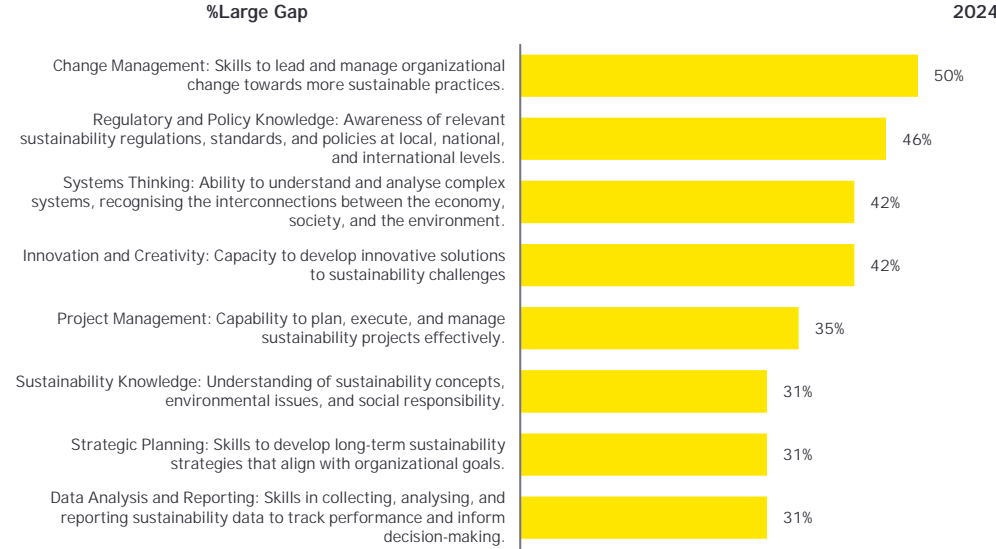 %Large Gap
2024
Change Management: Skills to lead and manage organizational
change towards more sustainable practices.
50%
Regulatory and Policy Knowledge: Awareness of relevant
sustainability regulations, standards, and policies at local, national,
and international levels.
46%
Systems Thinking: Ability to understand and analyse complex
systems, recognising the interconnections between the economy,
society, and the environment.
42%
Innovation and Creativity: Capacity to develop innovative solutions
to sustainability challenges
42%
Project Management: Capability to plan, execute, and manage
sustainability projects effectively.
35%
Sustainability Knowledge: Understanding of sustainability concepts,
environmental issues, and social responsibility.
31%
Strategic Planning: Skills to develop long-term sustainability
strategies that align with organizational goals.
31%
Data Analysis and Reporting: Skills in collecting, analysing, and
reporting sustainability data to track performance and inform
decision-making.
31%